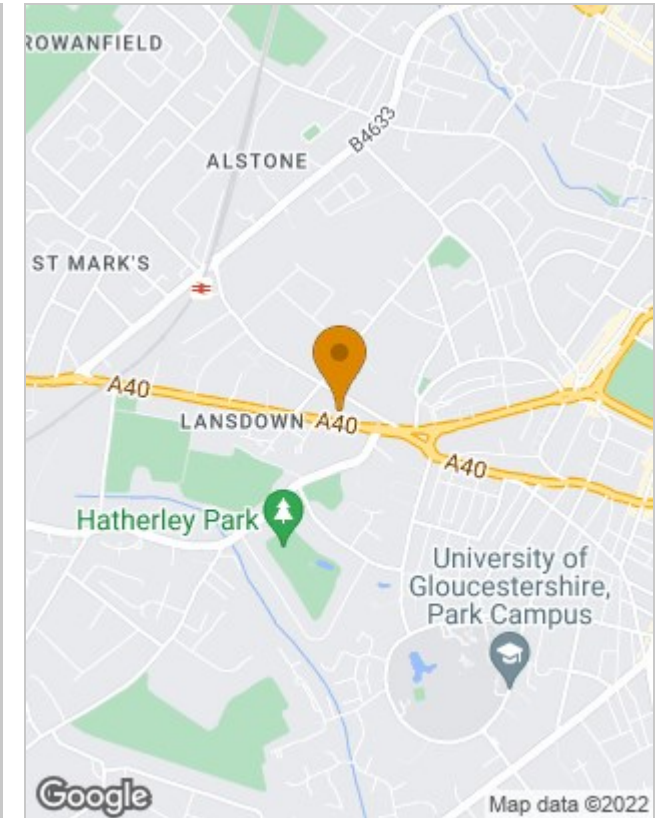 ROWANFIELD
B4633
ALSTONE
ST MARK'S
A40
LANSDOWN
A40
A40
Hatherley Park
University of
Gloucestershire,
Park Campus
Google
Map data ©2022